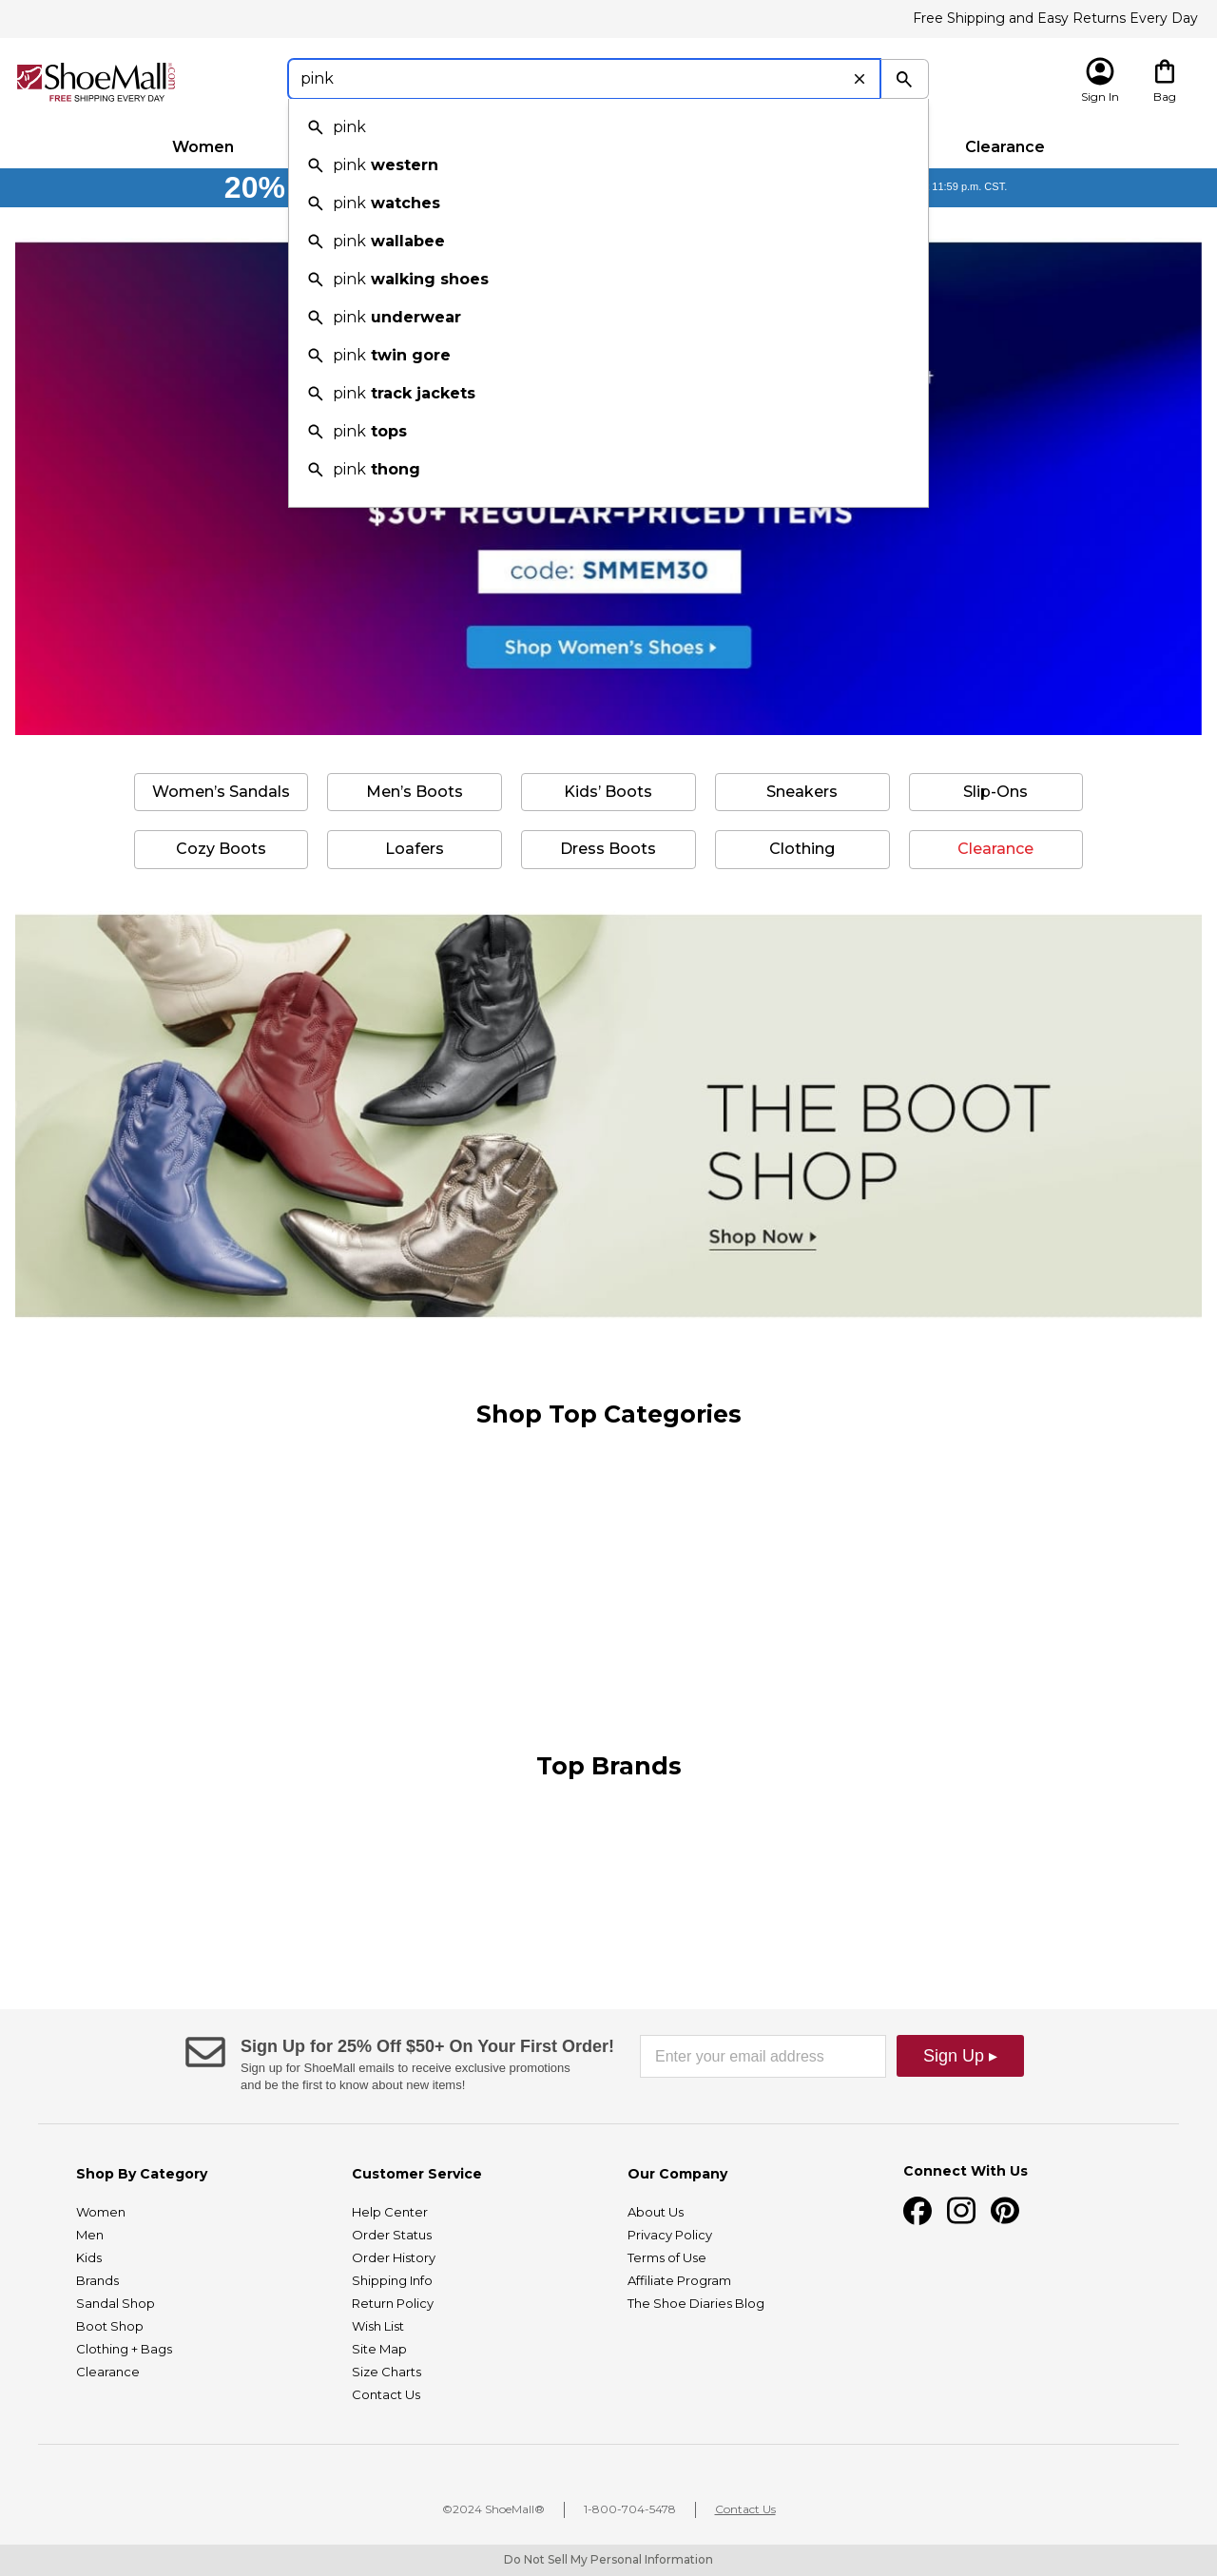 Free Shipping and Easy Returns Every Day
ShoeMall.com
FREE SHIPPING EVERY DAY
pink
Sign In
Bag
Women
Clearance
20%
11:59 p.m. CST.
pink
pink western
pink watches
pink wallabee
pink walking shoes
pink underwear
pink twin gore
pink track jackets
pink tops
pink thong
$30+ REGULAR-PRICED ITEMS
code: SMMEM30
Shop Women's Shoes
Women's Sandals
Men's Boots
Kids' Boots
Sneakers
Slip-Ons
Cozy Boots
Loafers
Dress Boots
Clothing
Clearance
THE BOOT
SHOP
Shop Now
Shop Top Categories
Top Brands
Sign Up for 25% Off $50+ On Your First Order!
Sign up for ShoeMall emails to receive exclusive promotions
and be the first to know about new items!
Enter your email address
Sign Up ▸
Shop By Category
Women
Men
Kids
Brands
Sandal Shop
Boot Shop
Clothing + Bags
Clearance
Customer Service
Help Center
Order Status
Order History
Shipping Info
Return Policy
Wish List
Site Map
Size Charts
Contact Us
Our Company
About Us
Privacy Policy
Terms of Use
Affiliate Program
The Shoe Diaries Blog
Connect With Us
©2024 ShoeMall®
1-800-704-5478
Contact Us
Do Not Sell My Personal Information